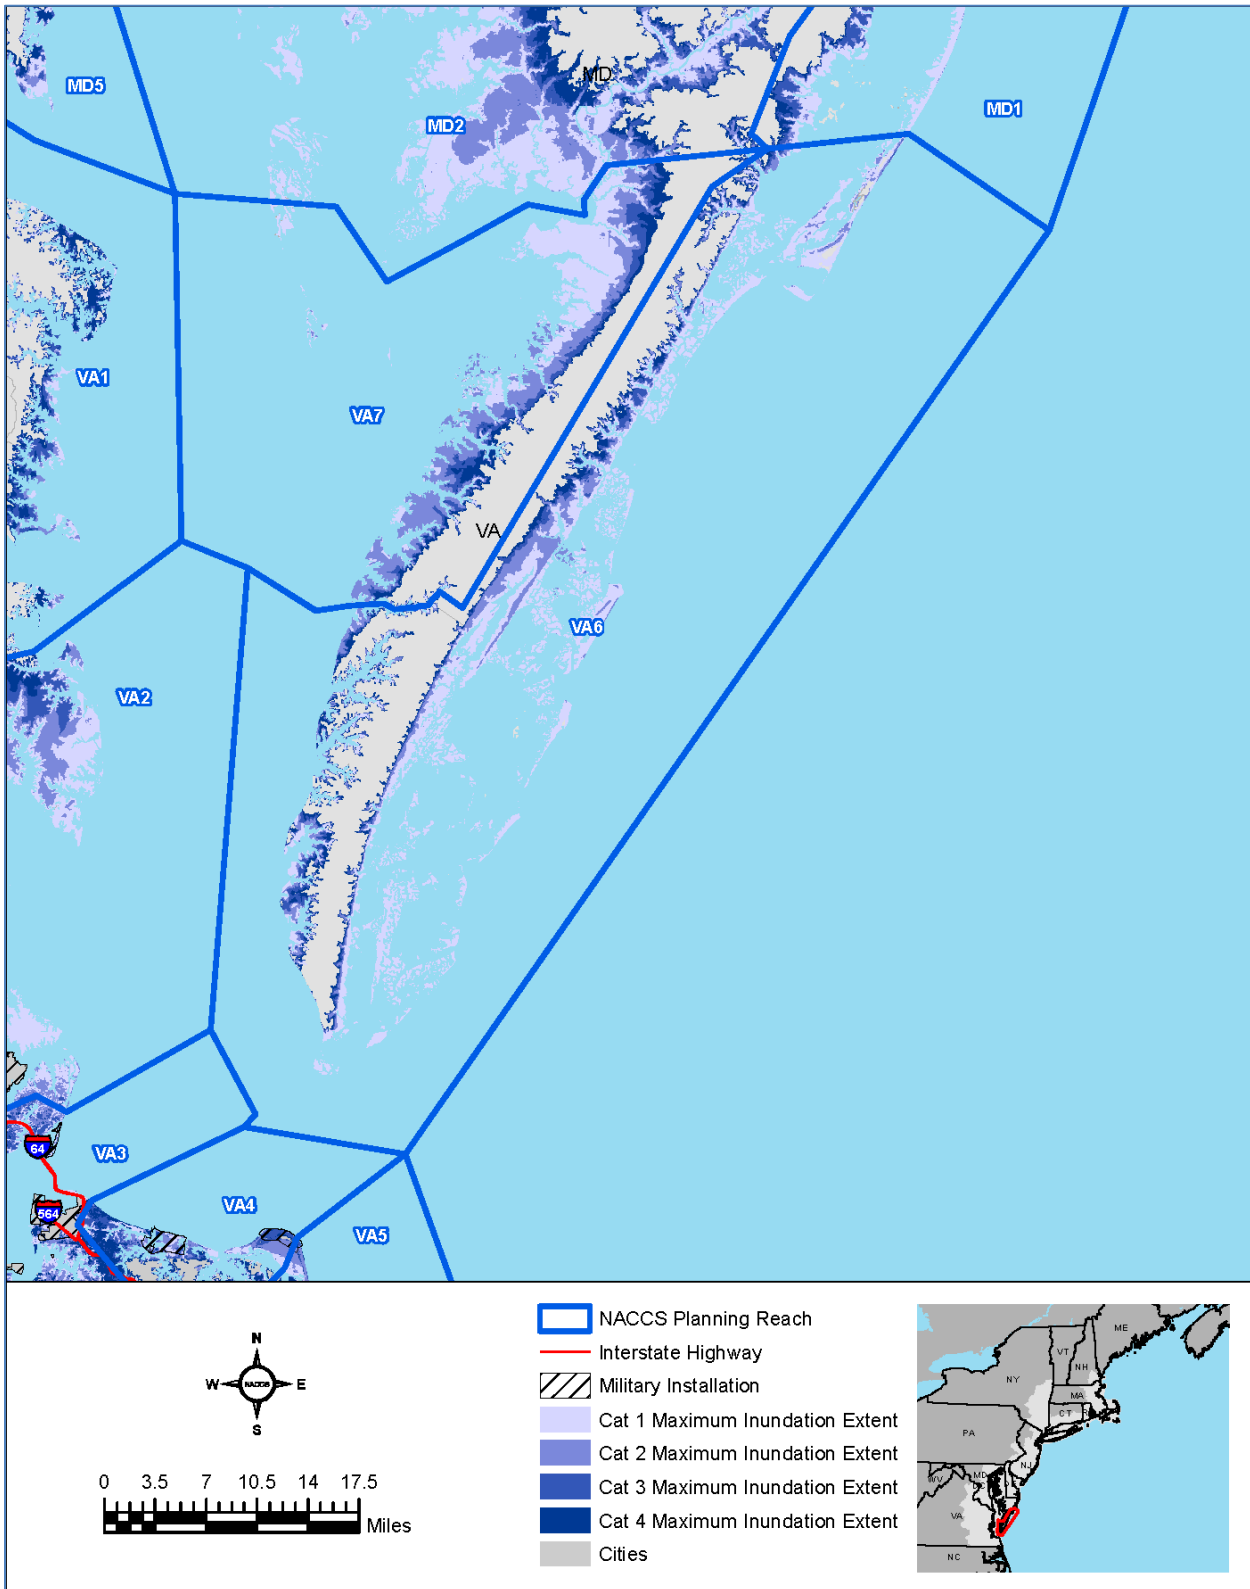 MD
MD5
MD2
MD1
VA1
VA7
VA
VA6
VA2
64
VA3
564
VA4
VA5
N
W NACCS E
S
0 3.5 7 10.5 14 17.5
Miles
NACCS Planning Reach
Interstate Highway
Military Installation
Cat 1 Maximum Inundation Extent
Cat 2 Maximum Inundation Extent
Cat 3 Maximum Inundation Extent
Cat 4 Maximum Inundation Extent
Cities
ME
VT
NH
NY
MA
CT
PA
NJ
MD
WV
VA
NC